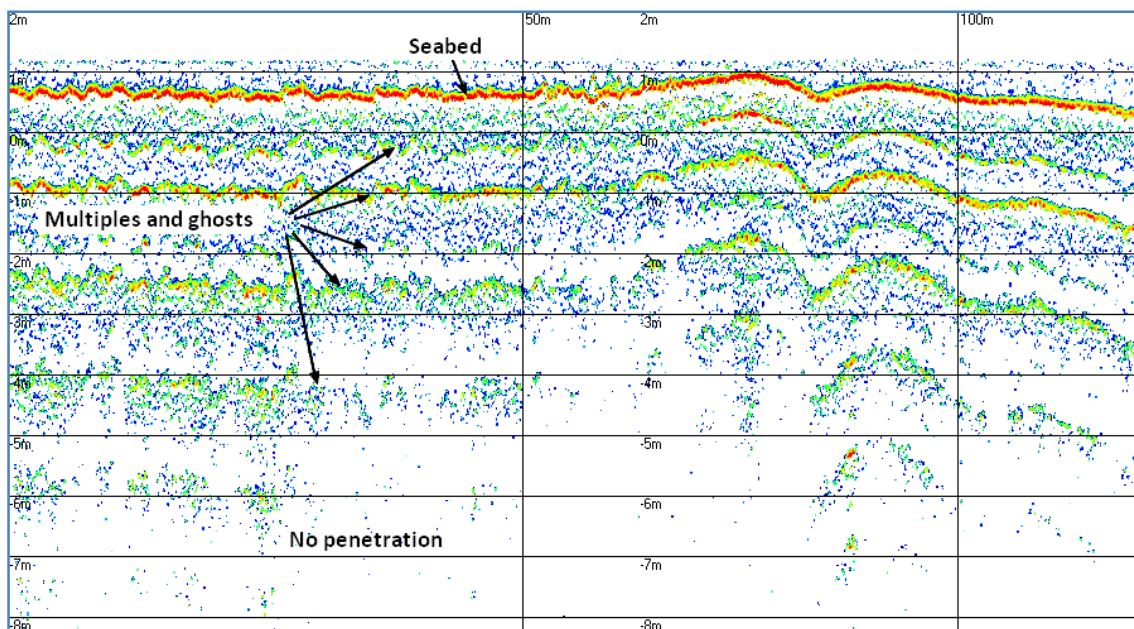 2m 50m 2m 100m
Seabed
1m 1m
0m 0m
-1m -1m
Multiples and ghosts
-2m -2m
-3m -3m
-4m -4m
-5m -5m
-6m -6m
No penetration
-7m -7m
-8m -8m